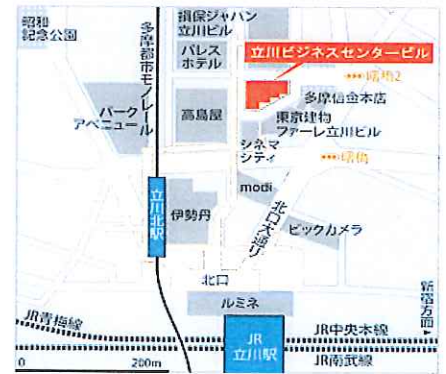 昭和
記念公園
多摩都市モノレール
損保ジャパン
立川ビル
パレス
ホテル
立川ビジネスセンタービル
曙橋2
多摩信金本店
パーク
アベニュー
高島屋
東京建物
ファーレ立川ビル
シネマ
シティ
曙橋
modi
立川北駅
伊勢丹
北口大通り
ビックカメラ
北口
ルミネ
新宿方面
JR青梅線
JR
立川駅
JR中央本線
JR南武線
0
200m